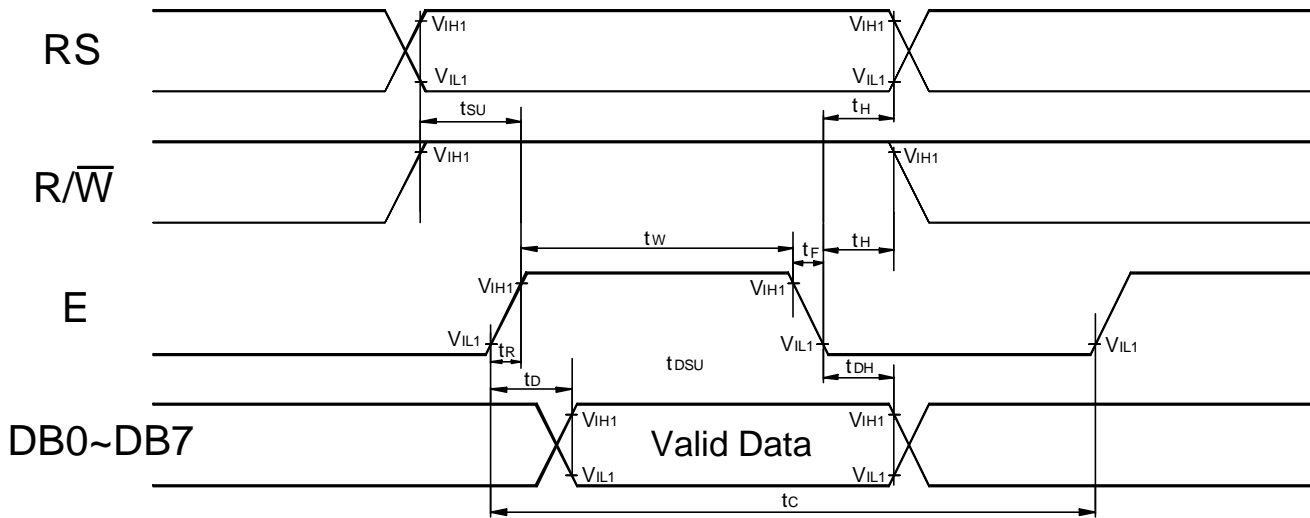 RS
VIH1
VIH1
VIL1
VIL1
tSU
tH
R/W̅
VIH1
VIH1
tW
tF
tH
E
VIH1
VIH1
VIL1
VIL1
VIL1
tR
tD
tDSU
tDH
DB0~DB7
VIH1
VIH1
Valid Data
VIL1
VIL1
tC